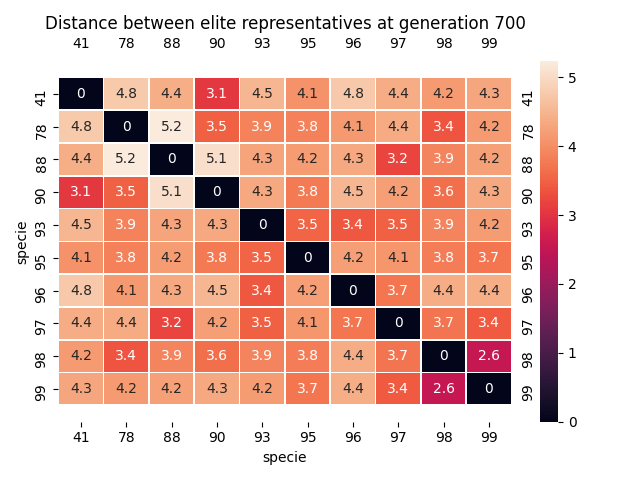 Distance between elite representatives at generation 700
41 78 88 90 93 95 96 97 98 99
41 0 4.8 4.4 3.1 4.5 4.1 4.8 4.4 4.2 4.3 41
78 4.8 0 5.2 3.5 3.9 3.8 4.1 4.4 3.4 4.2 78
88 4.4 5.2 0 5.1 4.3 4.2 4.3 3.2 3.9 4.2 88
90 3.1 3.5 5.1 0 4.3 3.8 4.5 4.2 3.6 4.3 90
93 4.5 3.9 4.3 4.3 0 3.5 3.4 3.5 3.9 4.2 93
95 4.1 3.8 4.2 3.8 3.5 0 4.2 4.1 3.8 3.7 95
96 4.8 4.1 4.3 4.5 3.4 4.2 0 3.7 4.4 4.4 96
97 4.4 4.4 3.2 4.2 3.5 4.1 3.7 0 3.7 3.4 97
98 4.2 3.4 3.9 3.6 3.9 3.8 4.4 3.7 0 2.6 98
99 4.3 4.2 4.2 4.3 4.2 3.7 4.4 3.4 2.6 0 99
41 78 88 90 93 95 96 97 98 99
specie
specie
5
4
3
2
1
0